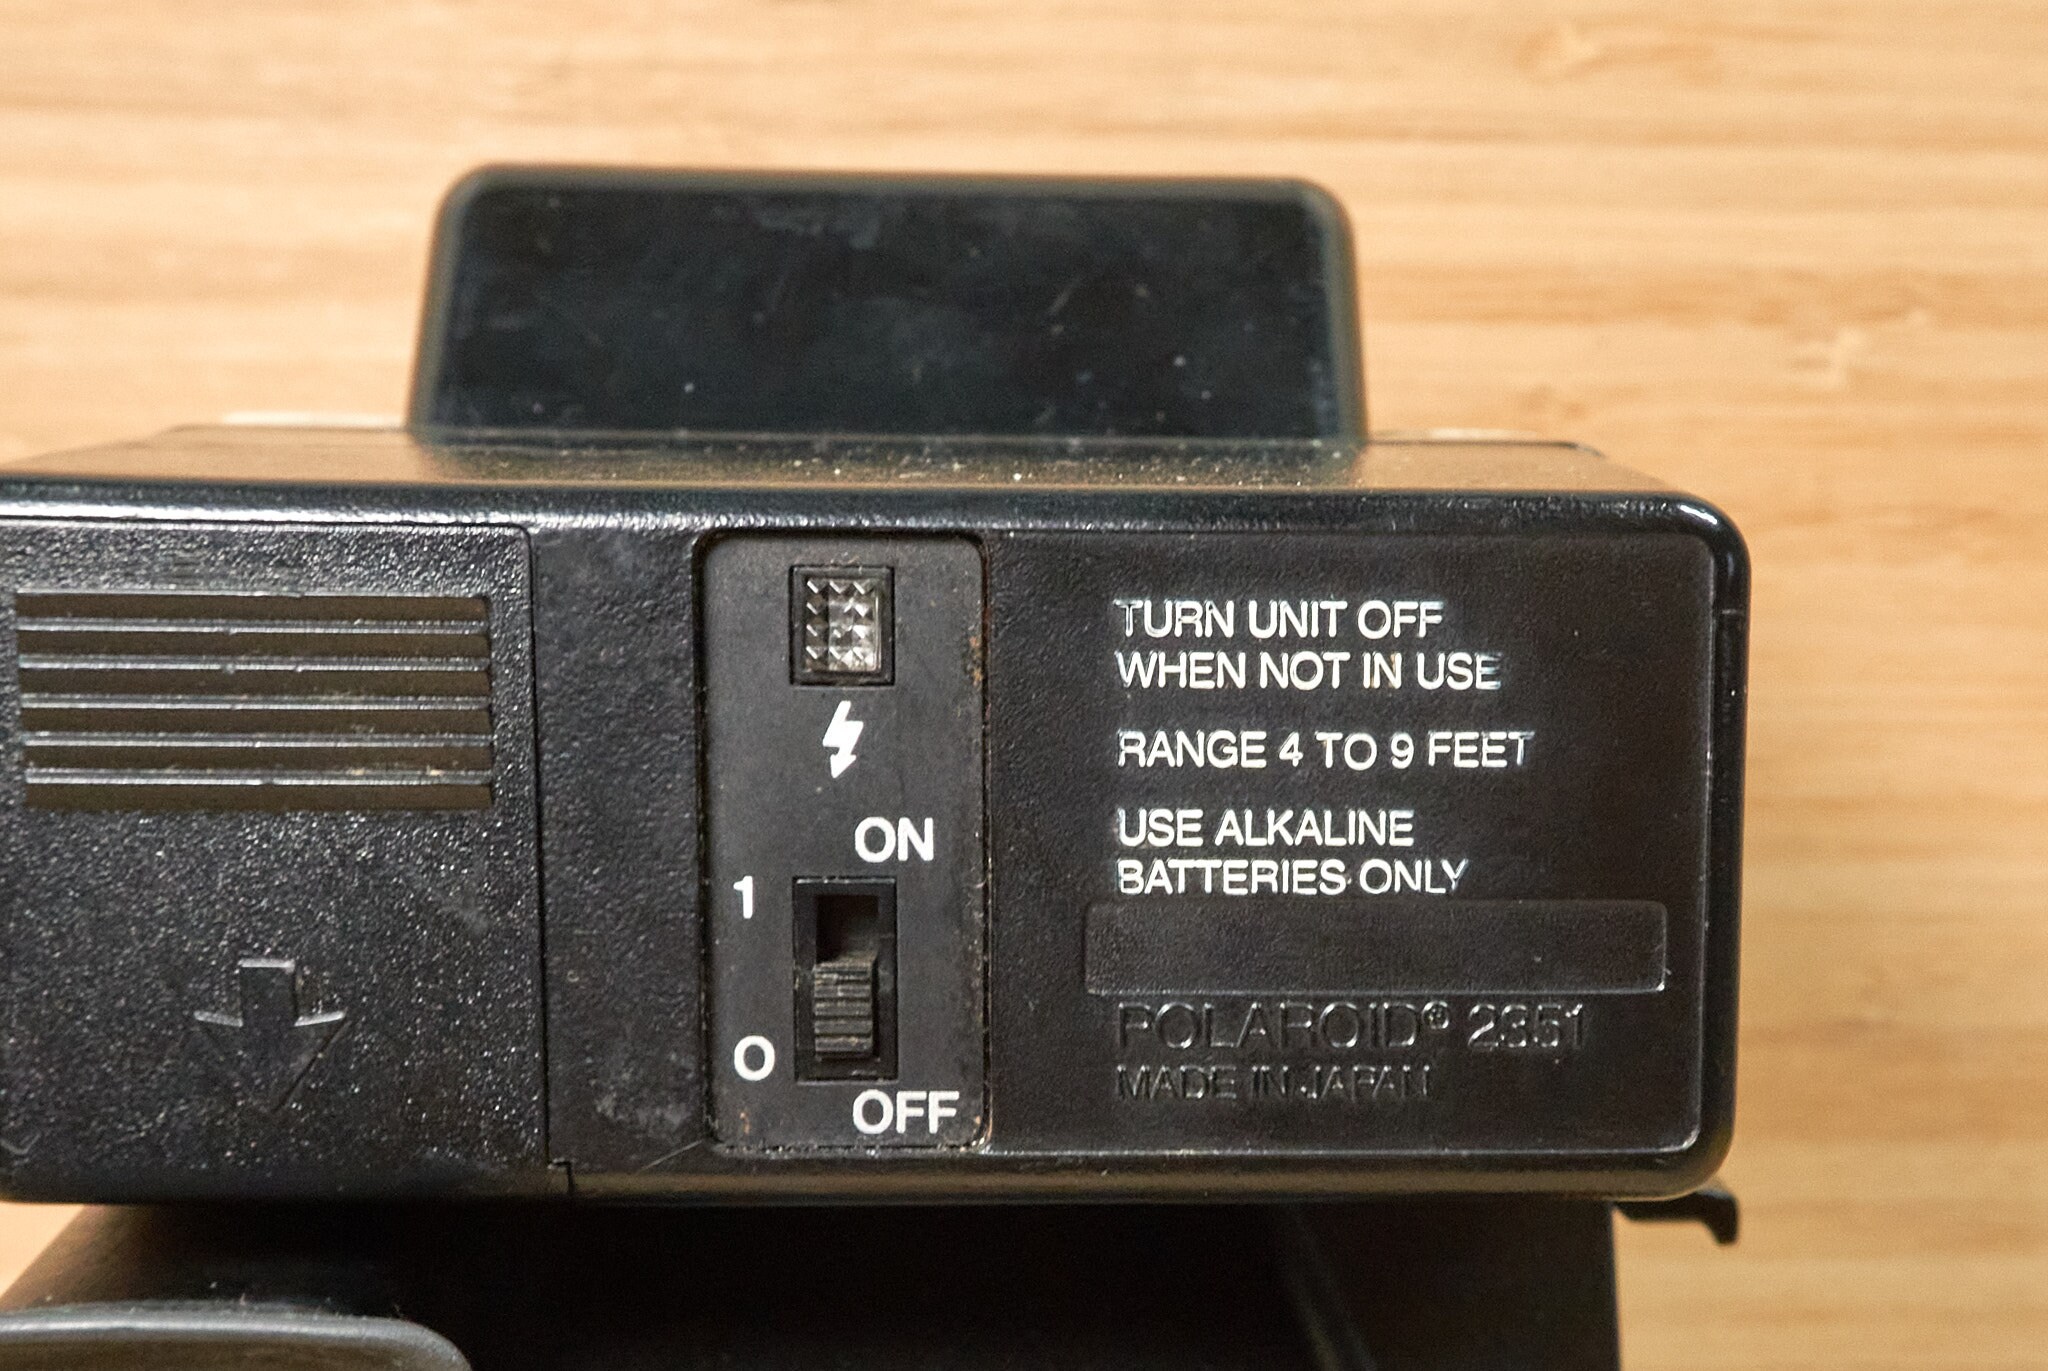 TURN UNIT OFF
WHEN NOT IN USE
RANGE 4 TO 9 FEET
USE ALKALINE
BATTERIES ONLY
ON
1
0
OFF
POLAROID® 2351
MADE IN JAPAN